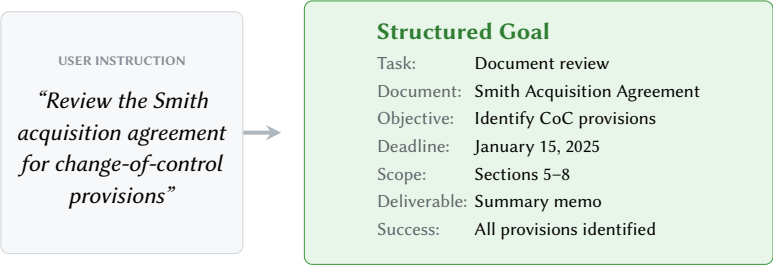 USER INSTRUCTION
“Review the Smith
acquisition agreement
for change-of-control
provisions”
Structured Goal
Task: Document review
Document: Smith Acquisition Agreement
Objective: Identify CoC provisions
Deadline: January 15, 2025
Scope: Sections 5–8
Deliverable: Summary memo
Success: All provisions identified